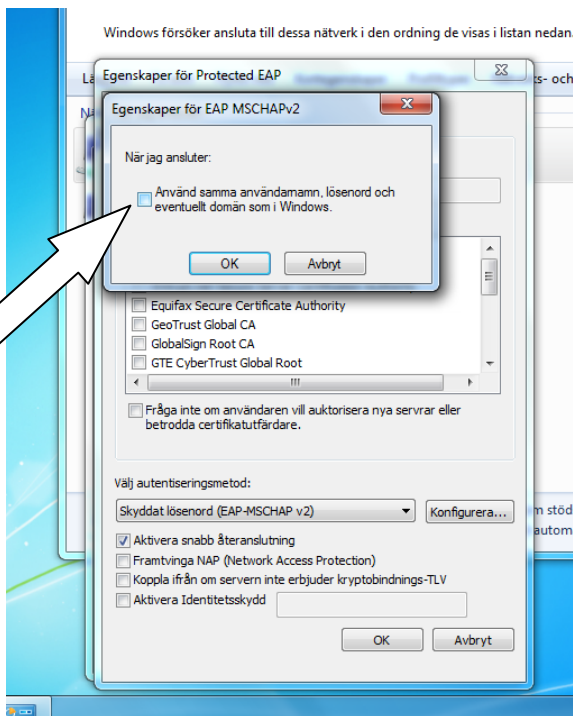 Windows försöker ansluta till dessa nätverk i den ordning de visas i listan nedan.
Egenskaper för Protected EAP
Egenskaper för EAP MSCHAPv2
När jag ansluter:
Använd samma användarnamn, lösenord och
eventuellt domän som i Windows.
OK
Avbryt
Equifax Secure Certificate Authority
GeoTrust Global CA
GlobalSign Root CA
GTE CyberTrust Global Root
Fråga inte om användaren vill auktorisera nya servrar eller
betrodda certifikatutfärdare.
Välj autentiseringsmetod:
Skyddat lösenord (EAP-MSCHAP v2)
Konfigurera...
Aktivera snabb återanslutning
Framtvinga NAP (Network Access Protection)
Koppla ifrån om servern inte erbjuder kryptobindnings-TLV
Aktivera Identitetsskydd
OK
Avbryt